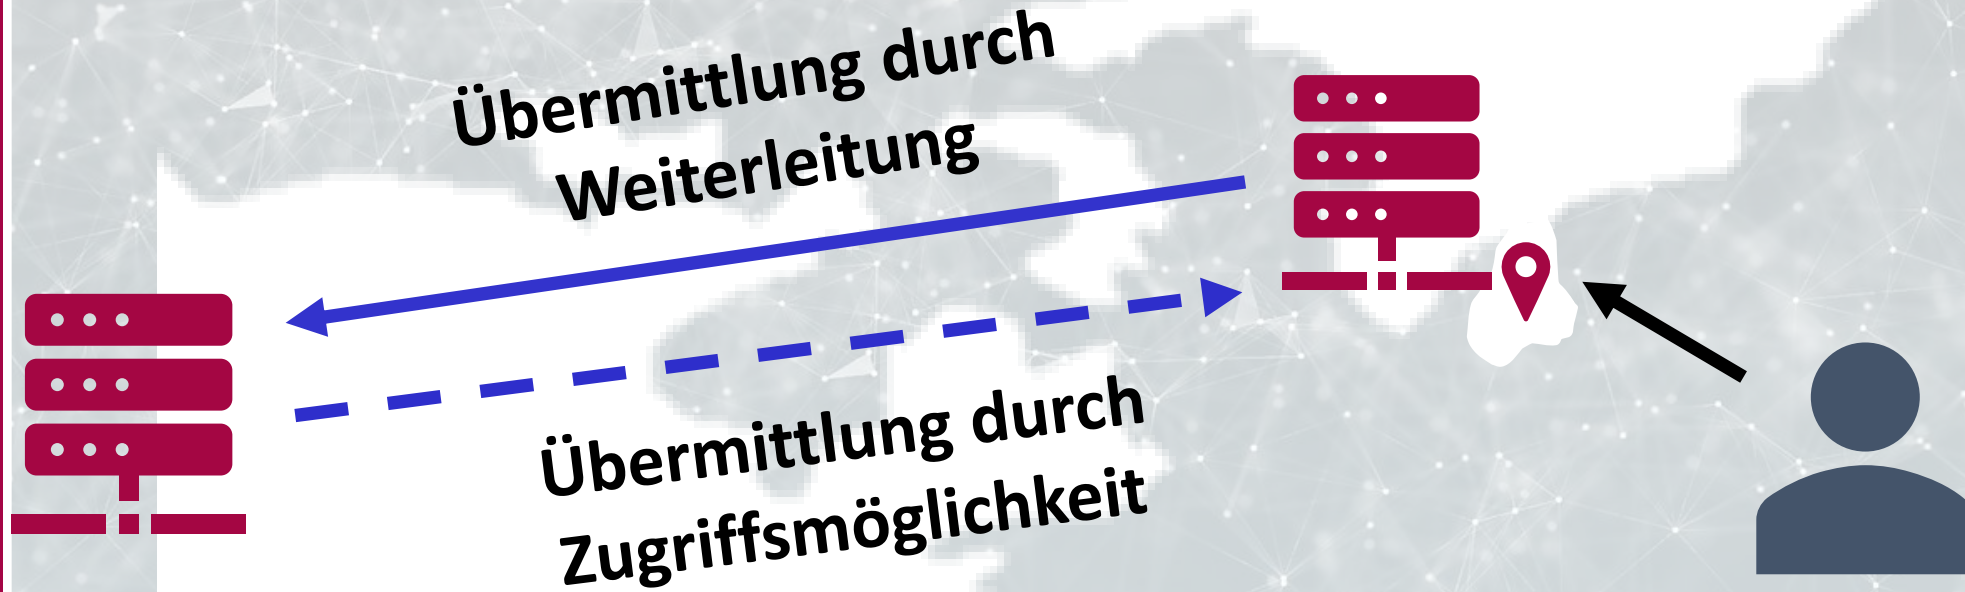 Übermittlung durch
Weiterleitung
Übermittlung durch
Zugriffsmöglichkeit